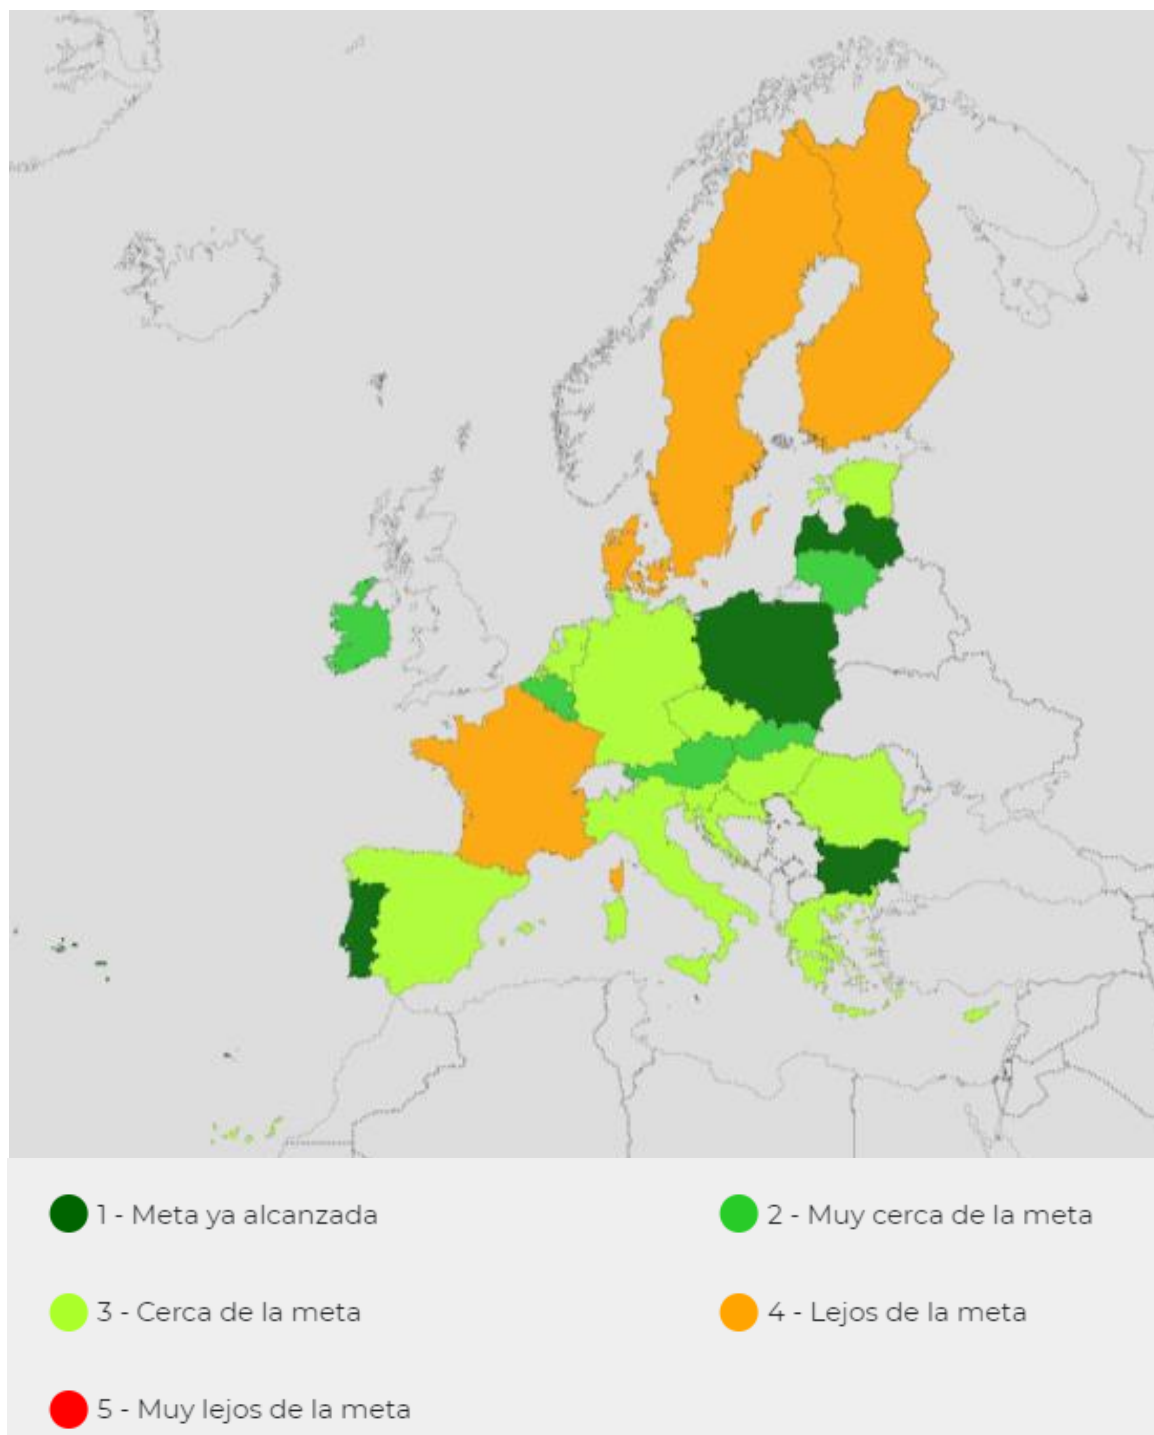 1 - Meta ya alcanzada
2 - Muy cerca de la meta
3 - Cerca de la meta
4 - Lejos de la meta
5 - Muy lejos de la meta